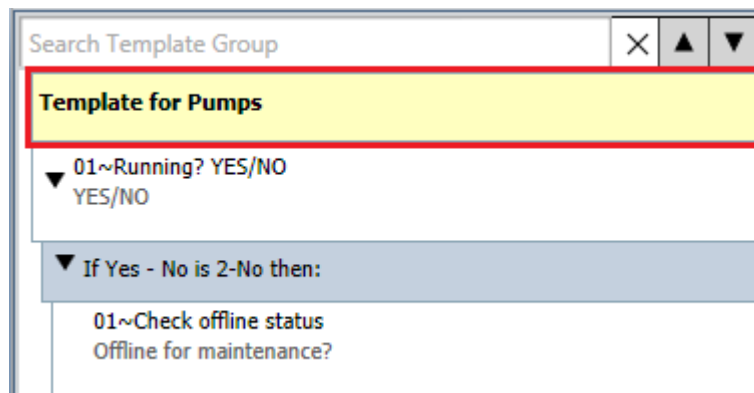 Search Template Group
Template for Pumps
01~Running? YES/NO
YES/NO
If Yes - No is 2-No then:
01~Check offline status
Offline for maintenance?